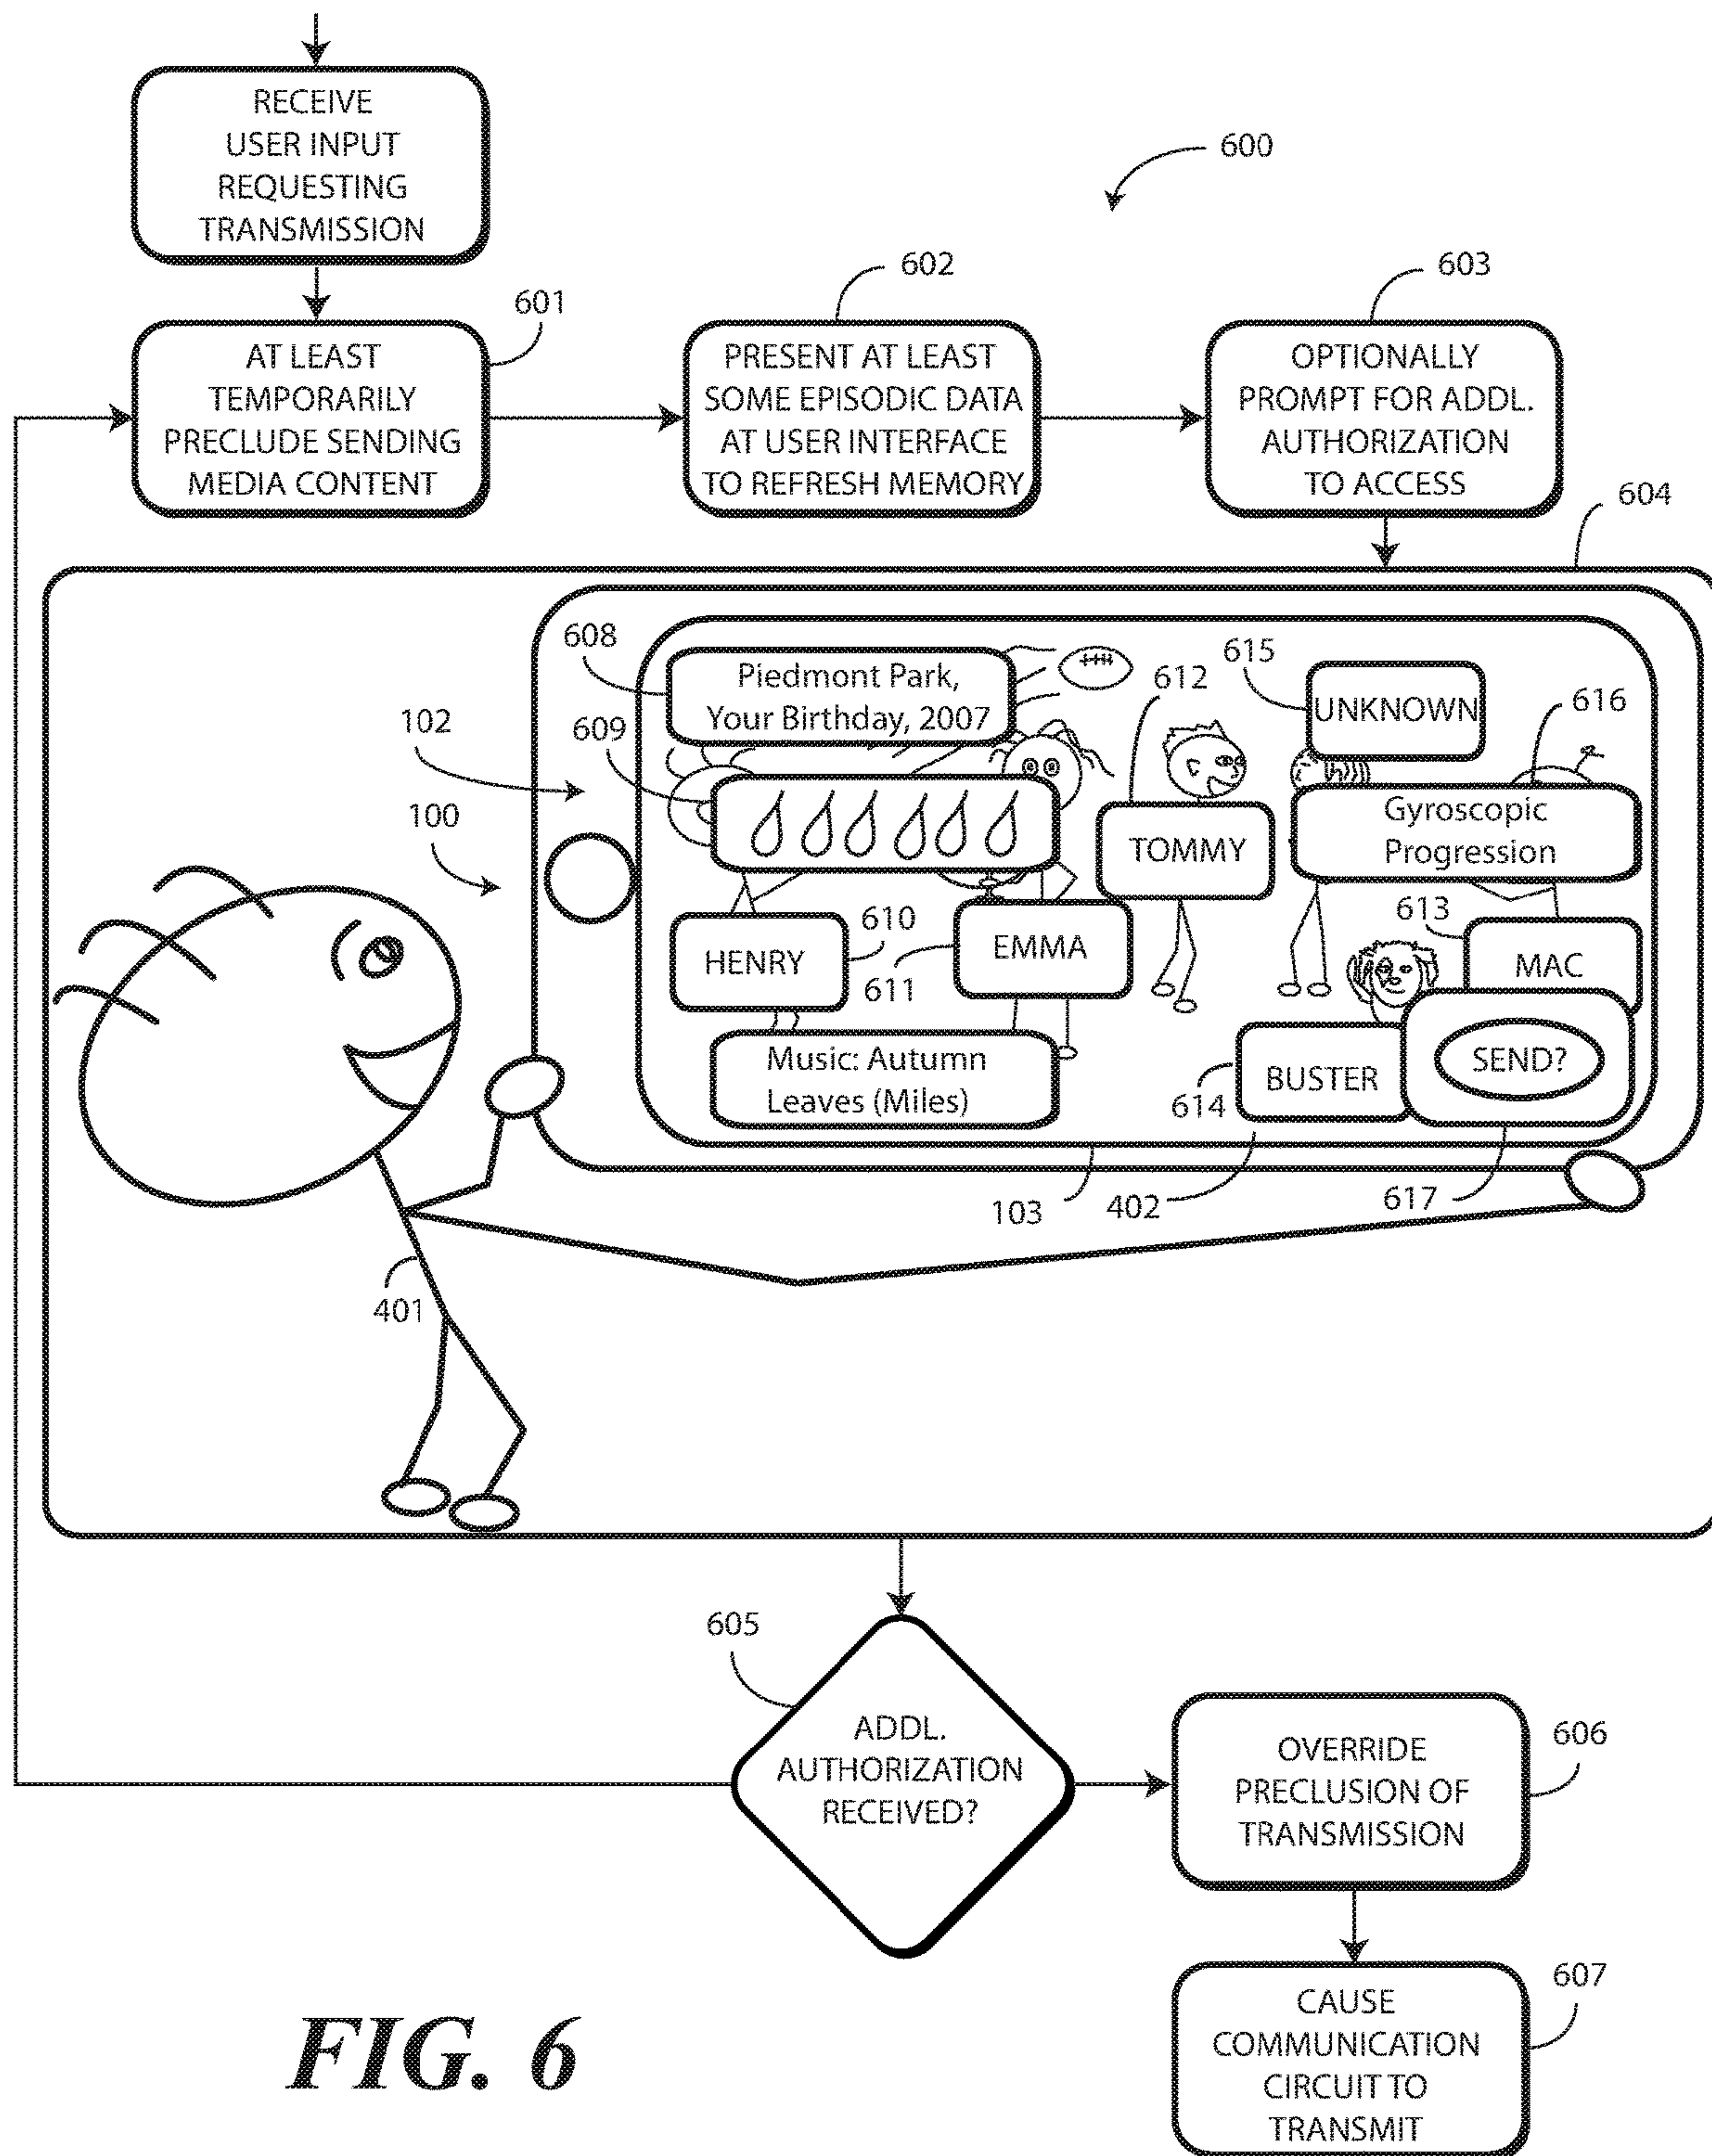 RECEIVE
USER INPUT
REQUESTING
TRANSMISSION
600
601
AT LEAST
TEMPORARILY
PRECLUDE SENDING
MEDIA CONTENT
602
PRESENT AT LEAST
SOME EPISODIC DATA
AT USER INTERFACE
TO REFRESH MEMORY
603
OPTIONALLY
PROMPT FOR ADDL.
AUTHORIZATION
TO ACCESS
604
608
Piedmont Park,
Your Birthday, 2007
612
615
UNKNOWN
616
102
609
100
TOMMY
Gyroscopic
Progression
HENRY
610
611
EMMA
613
MAC
Music: Autumn
Leaves (Miles)
614
BUSTER
SEND?
103
402
617
401
605
ADDL.
AUTHORIZATION
RECEIVED?
606
OVERRIDE
PRECLUSION OF
TRANSMISSION
607
CAUSE
COMMUNICATION
CIRCUIT TO
TRANSMIT
FIG. 6